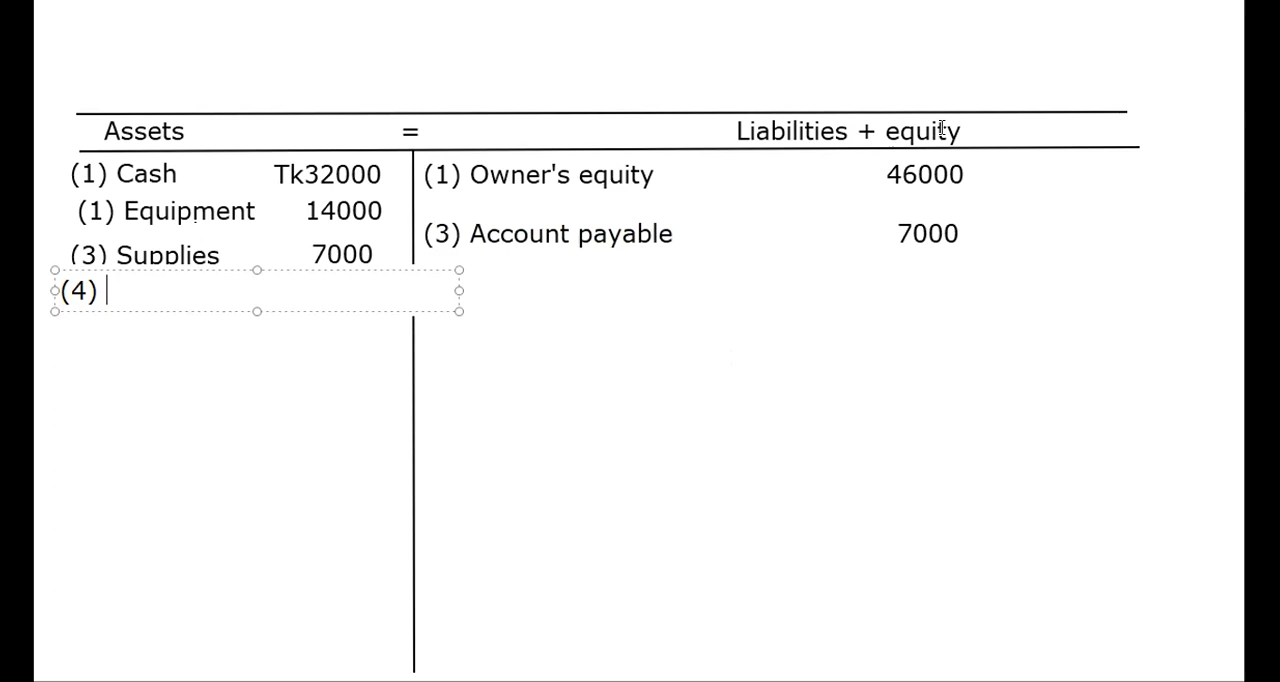 Assets = Liabilities + equity
(1) Cash Tk32000 (1) Owner's equity 46000
(1) Equipment 14000
(3) Account payable 7000
(3) Supplies 7000
(4)